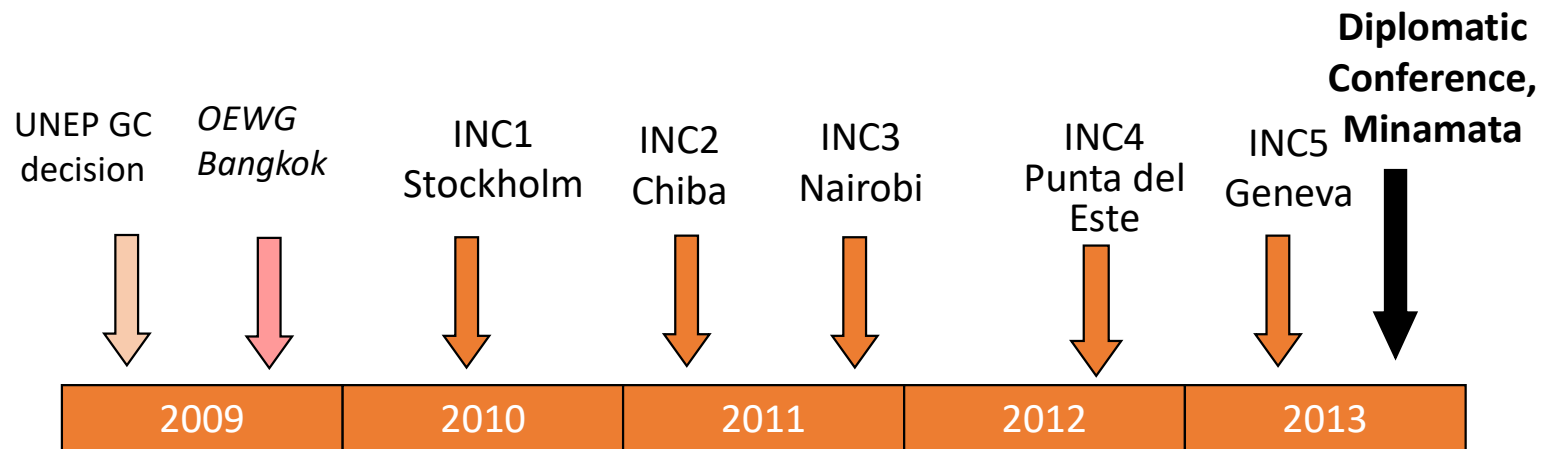 UNEP GC
decision
OEWG
Bangkok
INC1
Stockholm
INC2
Chiba
INC3
Nairobi
INC4
Punta del
Este
INC5
Geneva
Diplomatic
Conference,
Minamata
2009
2010
2011
2012
2013